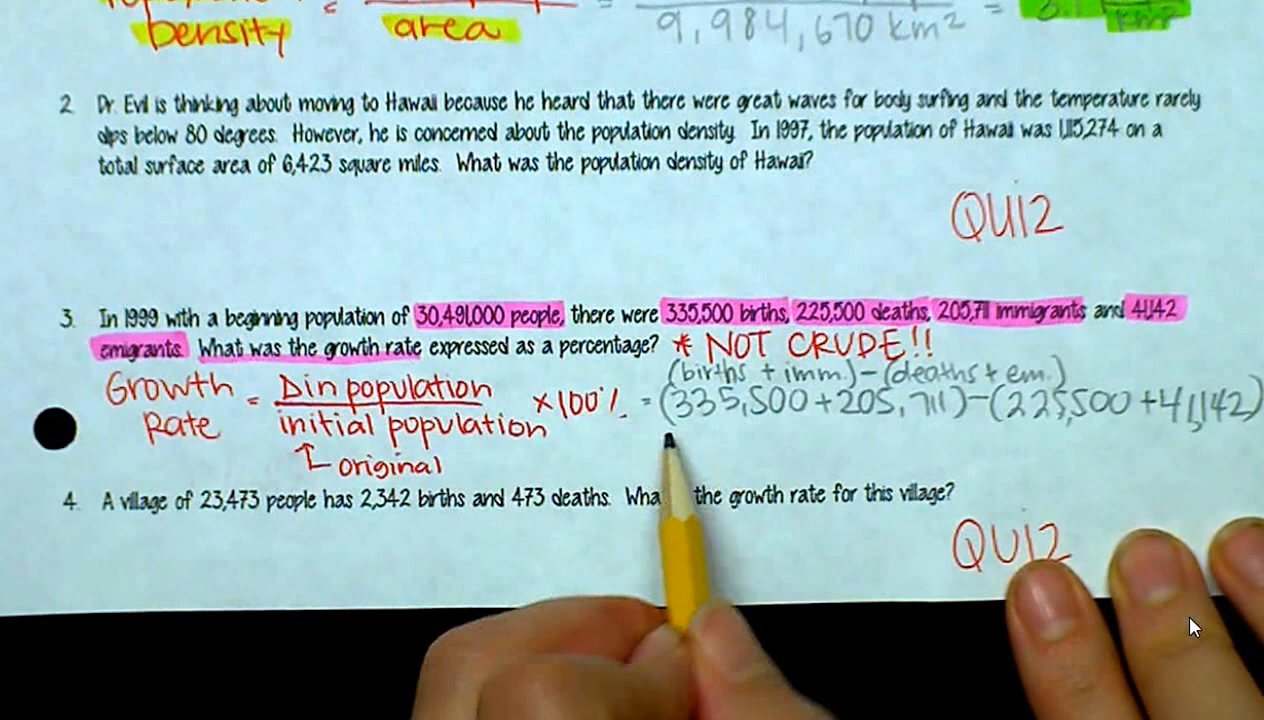 Density area = 9,984,670 km² = km²
2. Dr. Evil is thinking about moving to Hawaii because he heard that there were great waves for body surfing and the temperature rarely
dips below 80 degrees. However, he is concerned about the population density. In 1997, the population of Hawaii was 1,115,274 on a
total surface area of 6,423 square miles. What was the population density of Hawaii?
QUIZ
3. In 1999 with a beginning population of 30,491,000 people, there were 335,500 births, 225,500 deaths, 205,711 immigrants and 41,142
emigrants. What was the growth rate expressed as a percentage? * NOT CRUDE!!
(births + imm.) - (deaths + em.)
Growth Rate = Δ in population / initial population × 100% = (335,500 + 205,711) - (225,500 + 41,142)
↑ original
4. A village of 23,473 people has 2,342 births and 473 deaths. the growth rate for this village?
QUIZ